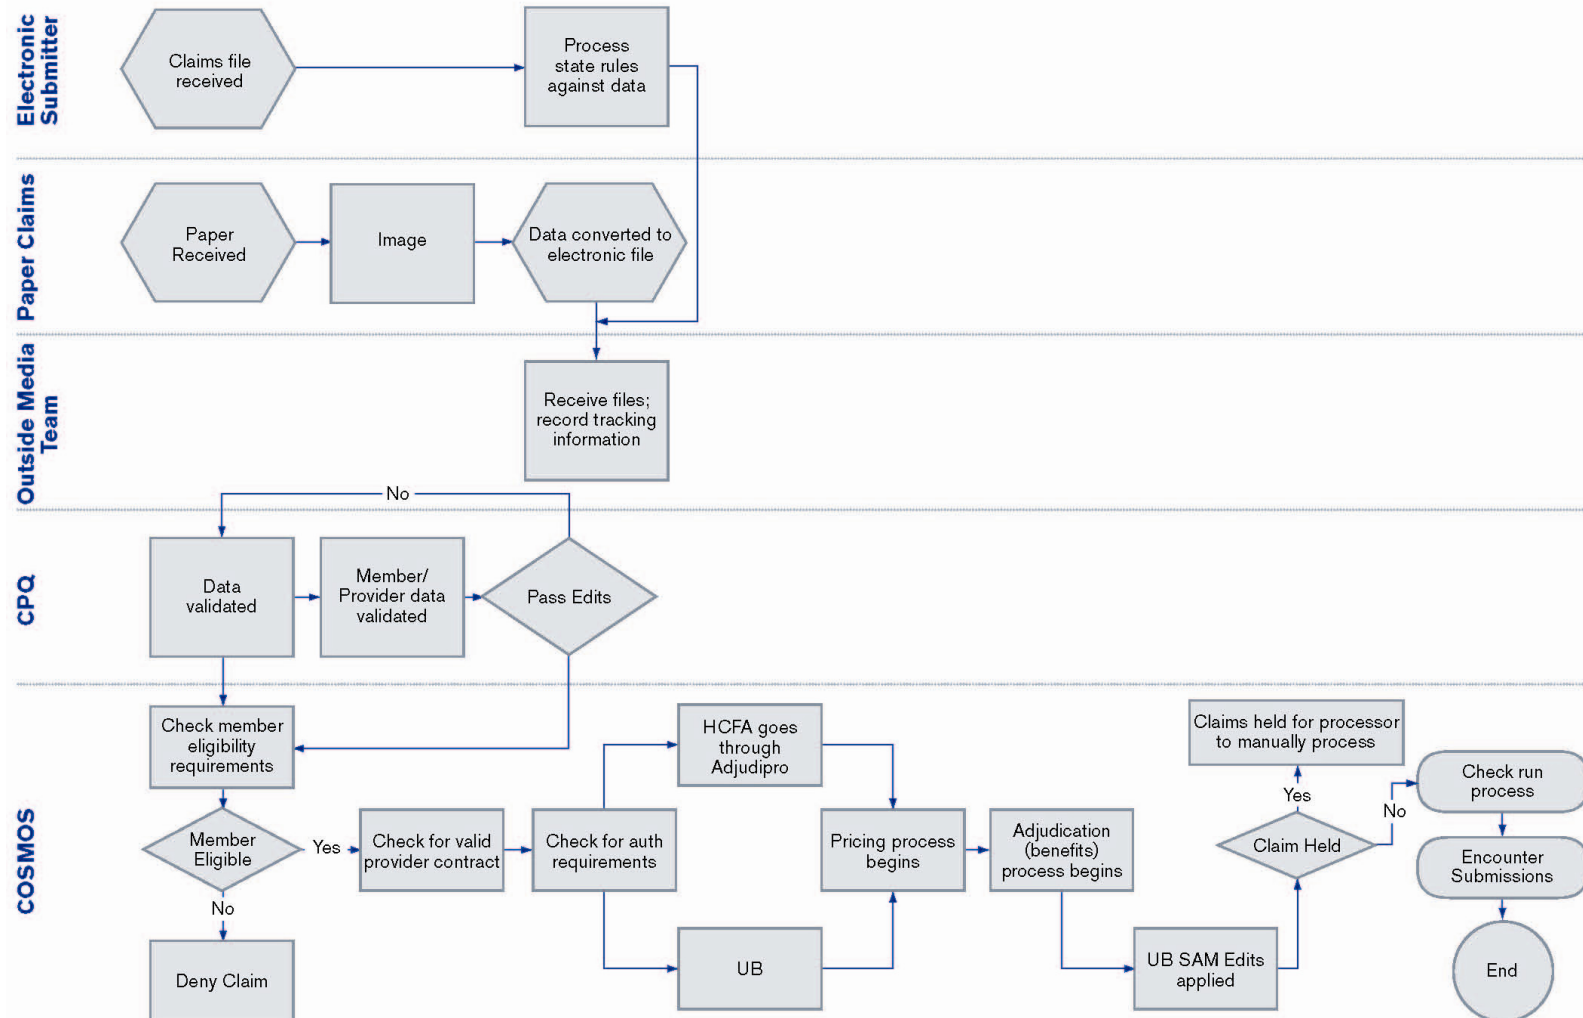 Electronic
Submitter
Claims file
received
Process
state rules
against data
Paper Claims
Paper
Received
Image
Data converted to
electronic file
Outside Media
Team
Receive files;
record tracking
information
No
CPQ
Data
validated
Member/
Provider data
validated
Pass Edits
COSMOS
Check member
eligibility
requirements
Member
Eligible
Yes
No
Deny Claim
Check for valid
provider contract
Check for auth
requirements
HCFA goes
through
Adjudipro
UB
Pricing process
begins
Adjudication
(benefits)
process begins
UB SAM Edits
applied
Claim Held
Yes
Claims held for processor
to manually process
No
Check run
process
Encounter
Submissions
End